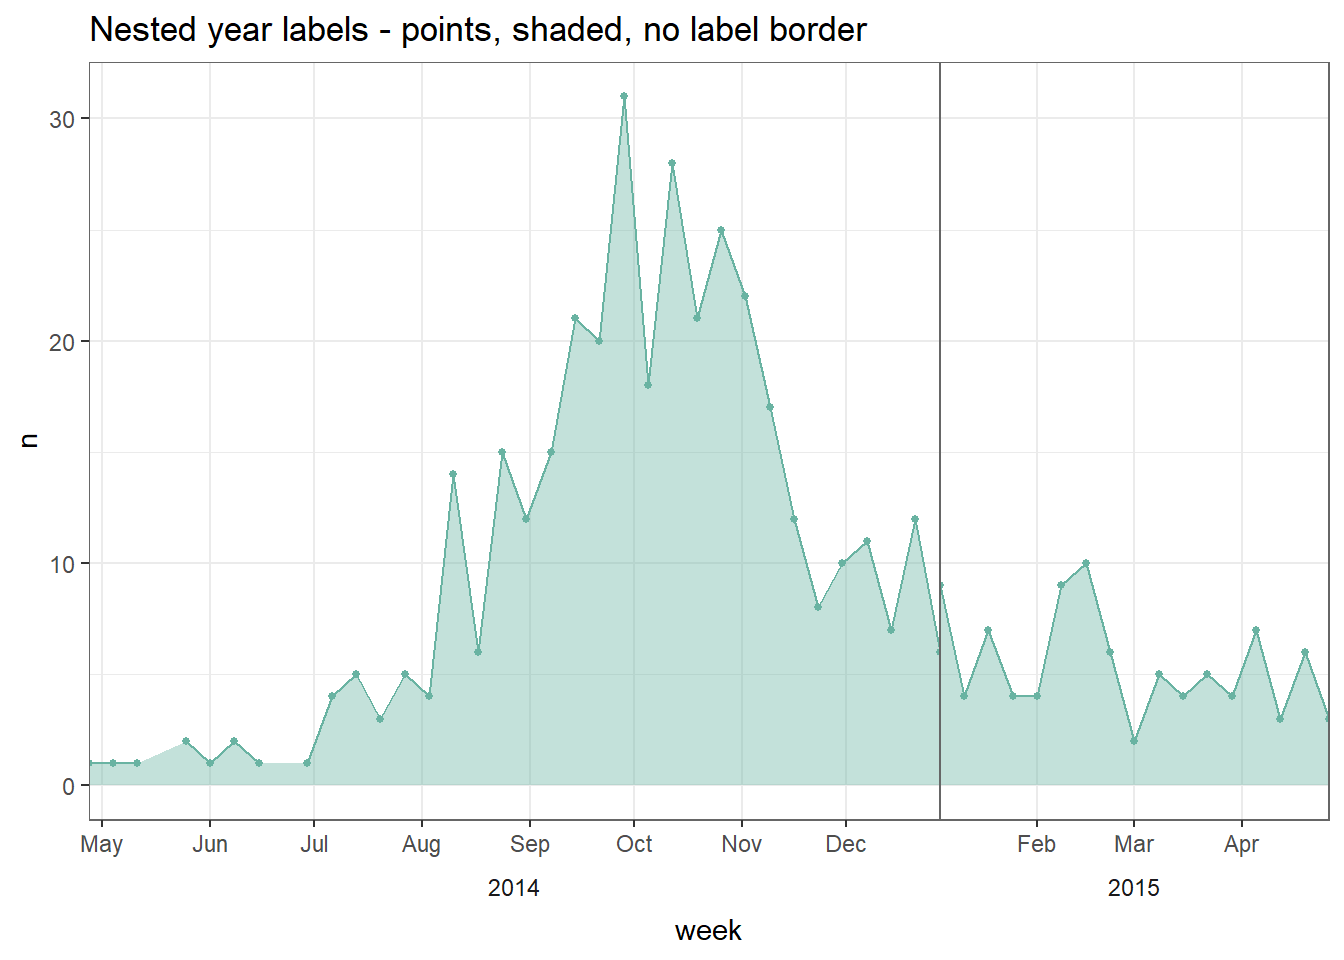 Nested year labels - points, shaded, no label border
30
20
10
0
n
May Jun Jul Aug Sep Oct Nov Dec Feb Mar Apr
2014 2015
week